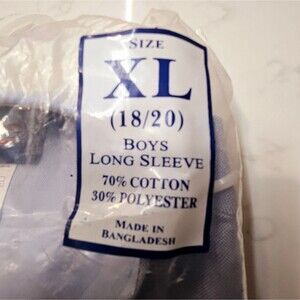 SIZE
XL
(18/20)
BOYS
LONG SLEEVE
70% COTTON
30% POLYESTER
MADE IN
BANGLADESH